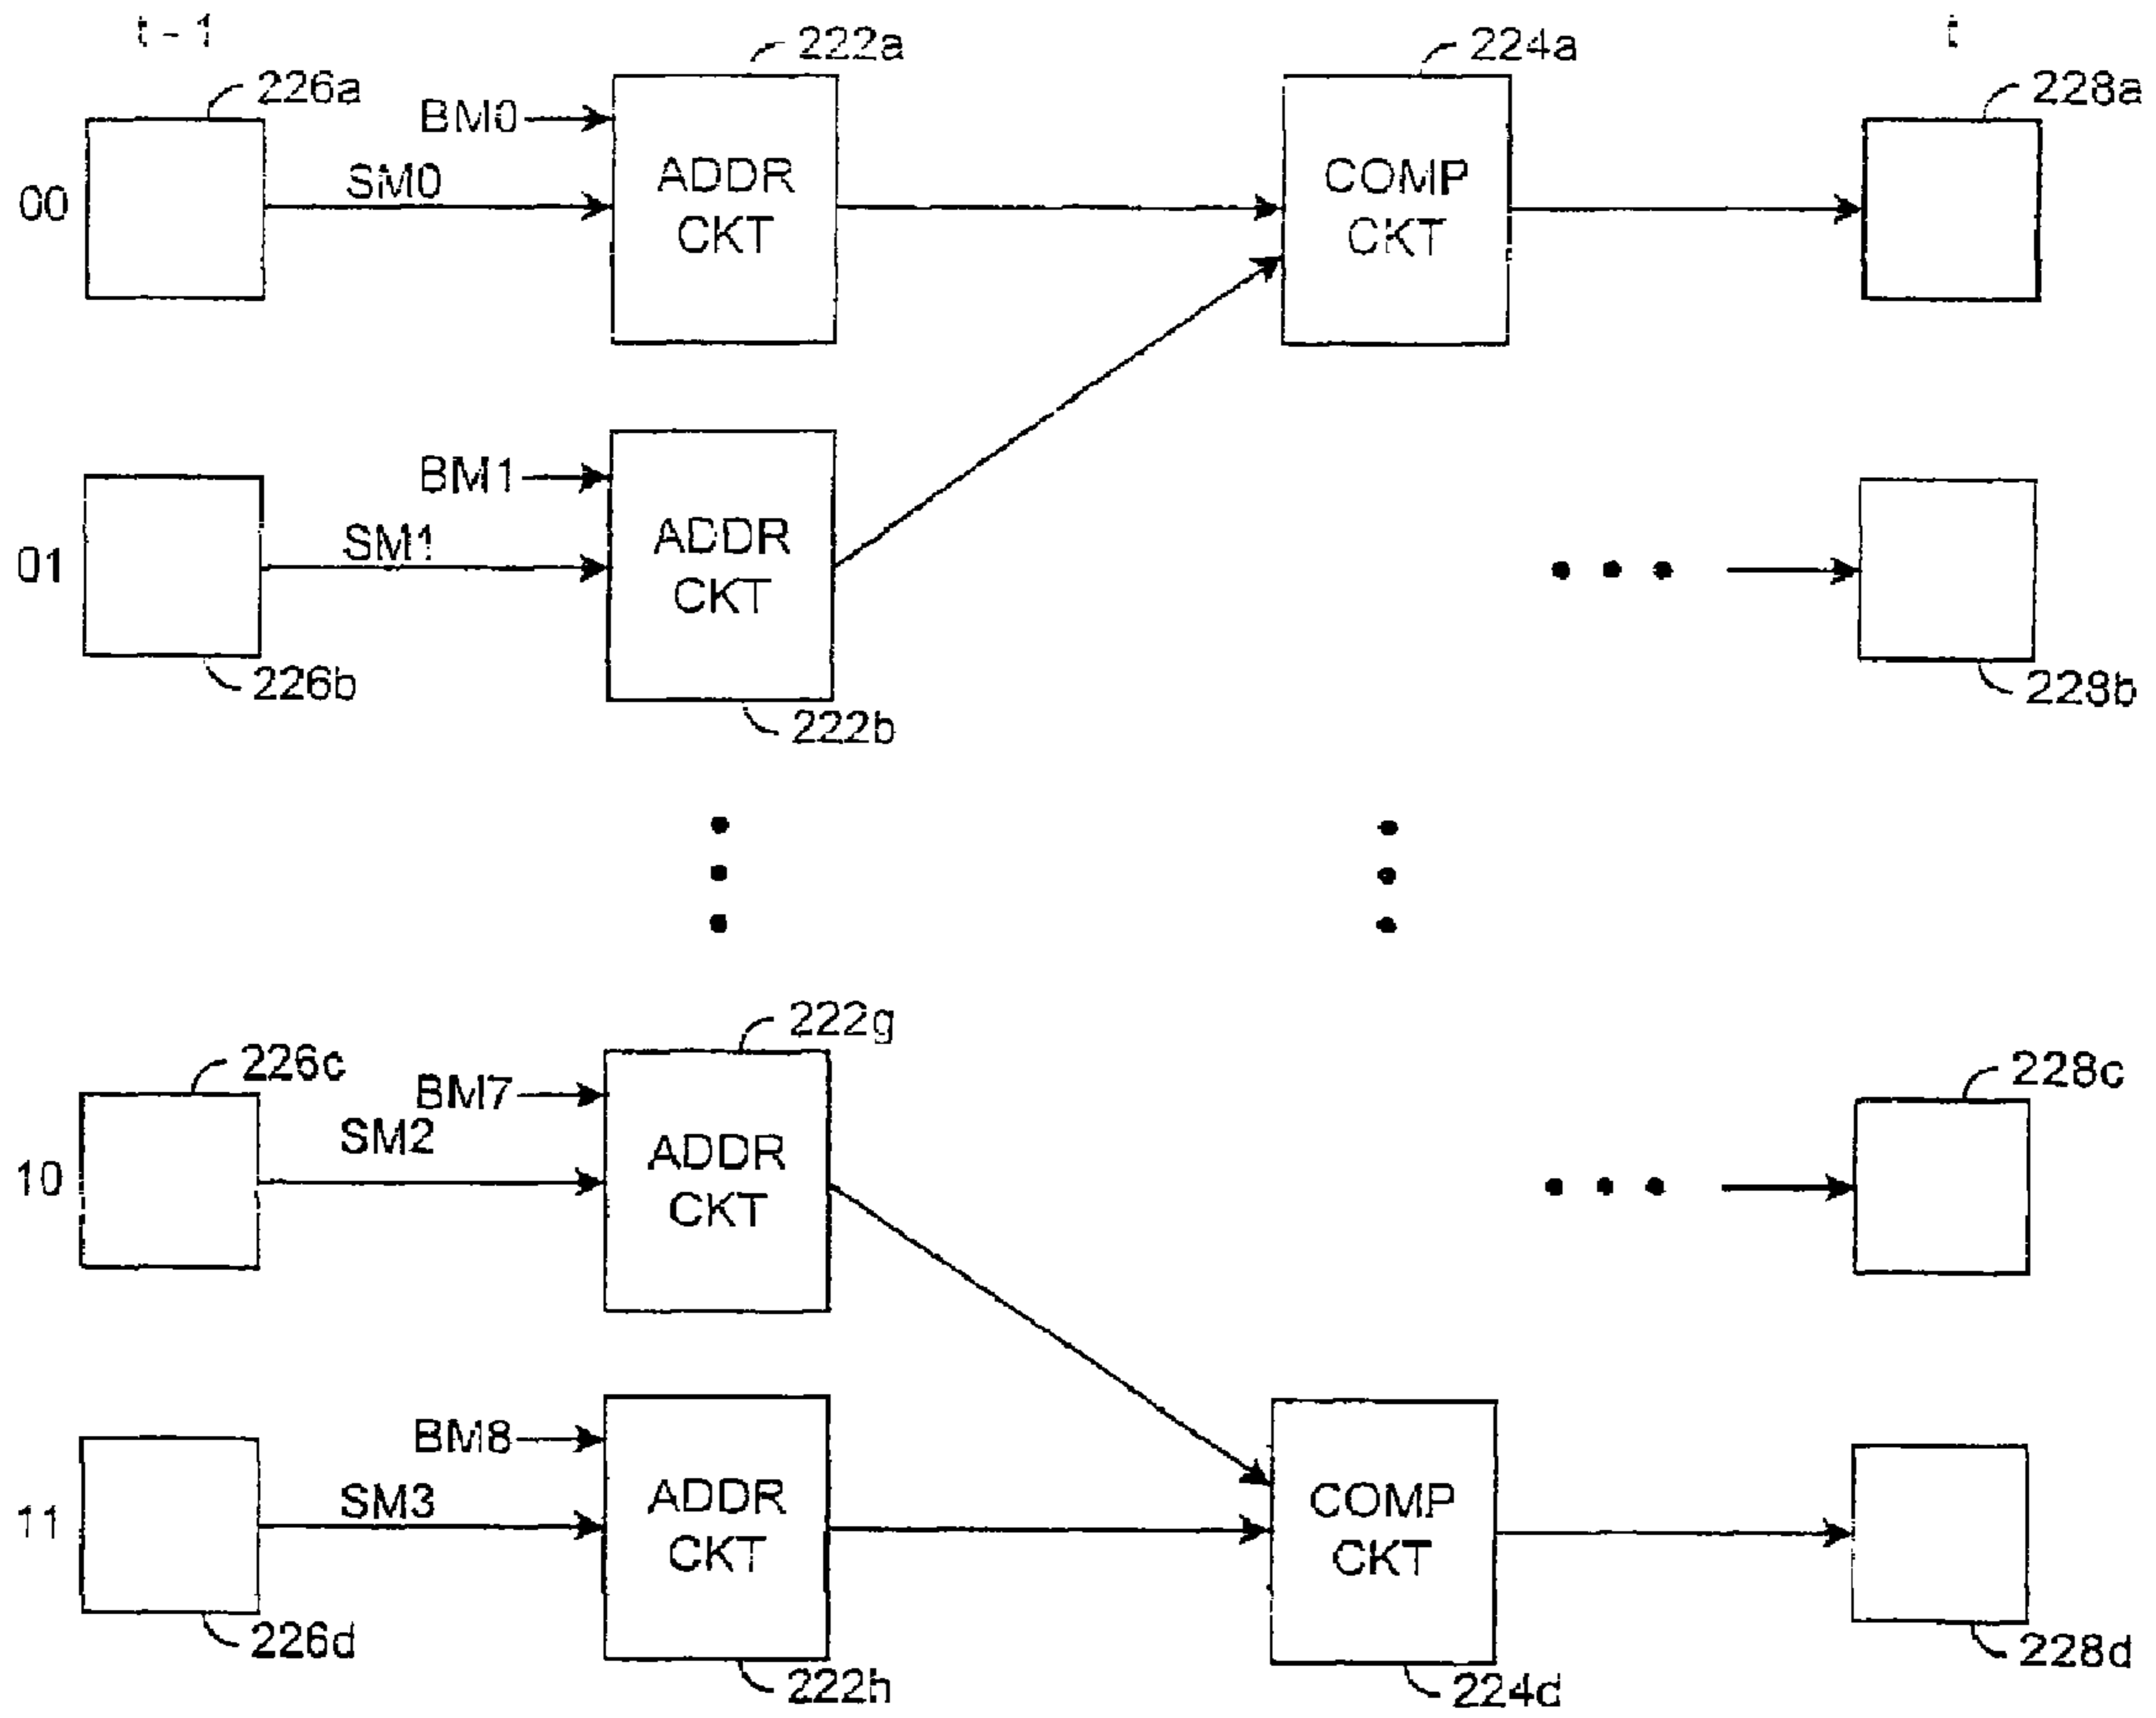 t - 1
t
222a
224a
226a
228a
BM0
SM0
00
ADDR
CKT
COMP
CKT
BM1
SM1
01
ADDR
CKT
226b
228b
222b
222g
226c
228c
BM7
SM2
10
ADDR
CKT
BM8
SM3
11
ADDR
CKT
COMP
CKT
226d
228d
222h
224d